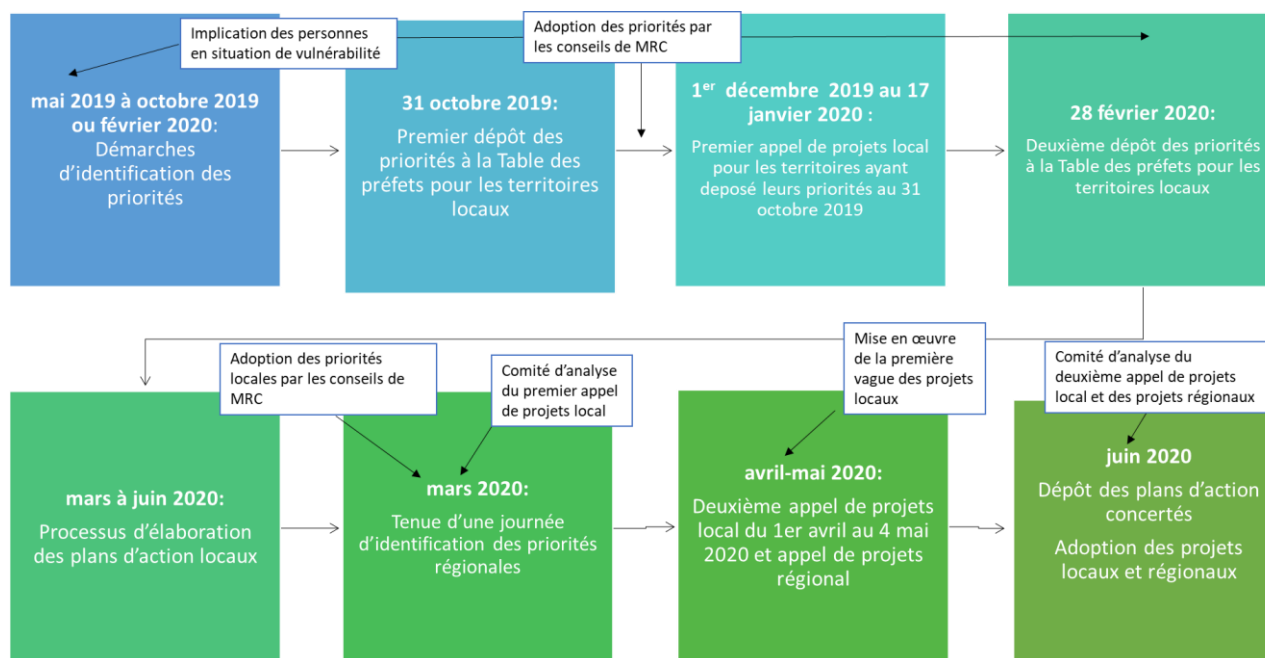 Implication des personnes
en situation de vulnérabilité
Adoption des priorités par
les conseils de MRC
mai 2019 à octobre 2019
ou février 2020:
Démarches
d'identification des
priorités
31 octobre 2019:
Premier dépôt des
priorités à la Table des
préfets pour les territoires
locaux
1er décembre 2019 au 17
janvier 2020 :
Premier appel de projets local
pour les territoires ayant
deposé leurs priorités au 31
octobre 2019
28 février 2020:
Deuxième dépôt des priorités
à la Table des préfets pour les
territoires locaux
Adoption des priorités
locales par les conseils de
MRC
Comité d'analyse
du premier appel
de projets local
Mise en œuvre
de la première
vague des projets
locaux
Comité d'analyse du
deuxième appel de projets
local et des projets régionaux
mars à juin 2020:
Processus d'élaboration
des plans d'action locaux
mars 2020:
Tenue d'une journée
d'identification des priorités
régionales
avril-mai 2020:
Deuxième appel de projets
local du 1er avril au 4 mai
2020 et appel de projets
régional
juin 2020
Dépôt des plans d'action
concertés
Adoption des projets
locaux et régionaux